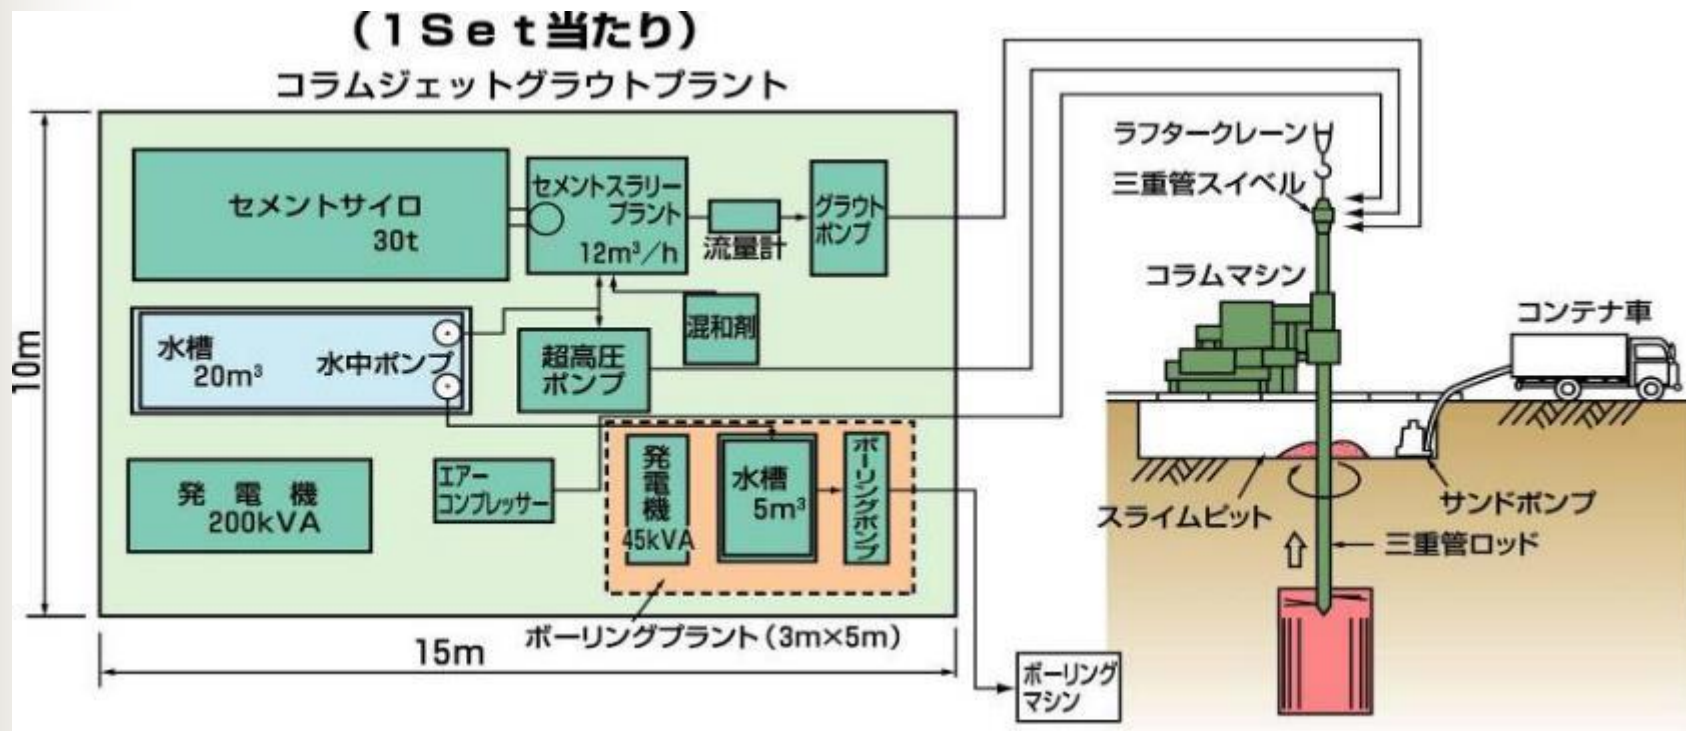 （1Set当たり）
コラムジェットグラウトプラント
10m
セメントサイロ
30t
セメントスラリー
プラント
12m³/h
流量計
グラウト
ポンプ
混和剤
水槽
20m³
水中ポンプ
超高圧
ポンプ
発電機
200kVA
エアー
コンプレッサー
発電機
45kVA
水槽
5m³
ボーリングポンプ
ボーリングプラント（3m×5m）
15m
ボーリング
マシン
ラフタークレーン
三重管スイベル
コラムマシン
コンテナ車
スライムピット
サンドポンプ
三重管ロッド